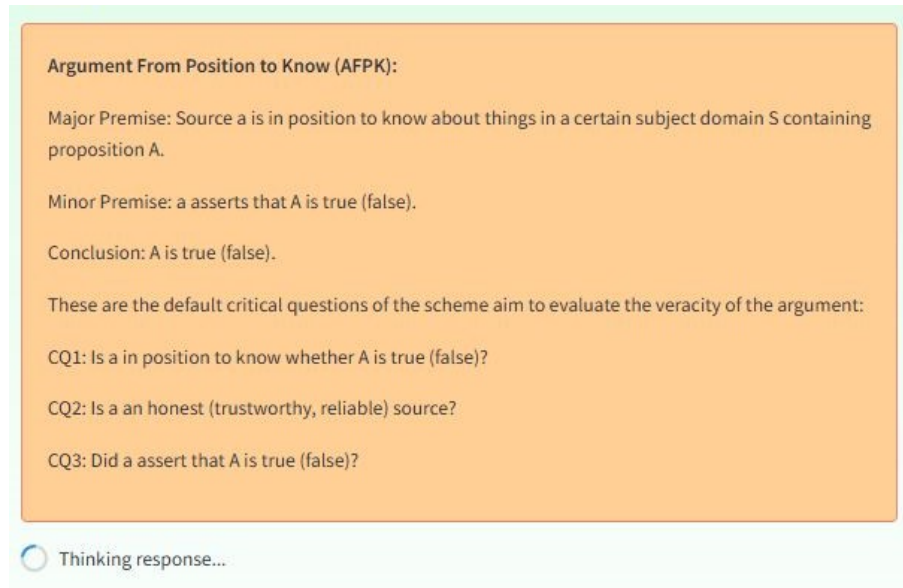 Argument From Position to Know (AFPK):
Major Premise: Source a is in position to know about things in a certain subject domain S containing
proposition A.
Minor Premise: a asserts that A is true (false).
Conclusion: A is true (false).
These are the default critical questions of the scheme aim to evaluate the veracity of the argument:
CQ1: Is a in position to know whether A is true (false)?
CQ2: Is a an honest (trustworthy, reliable) source?
CQ3: Did a assert that A is true (false)?
Thinking response...